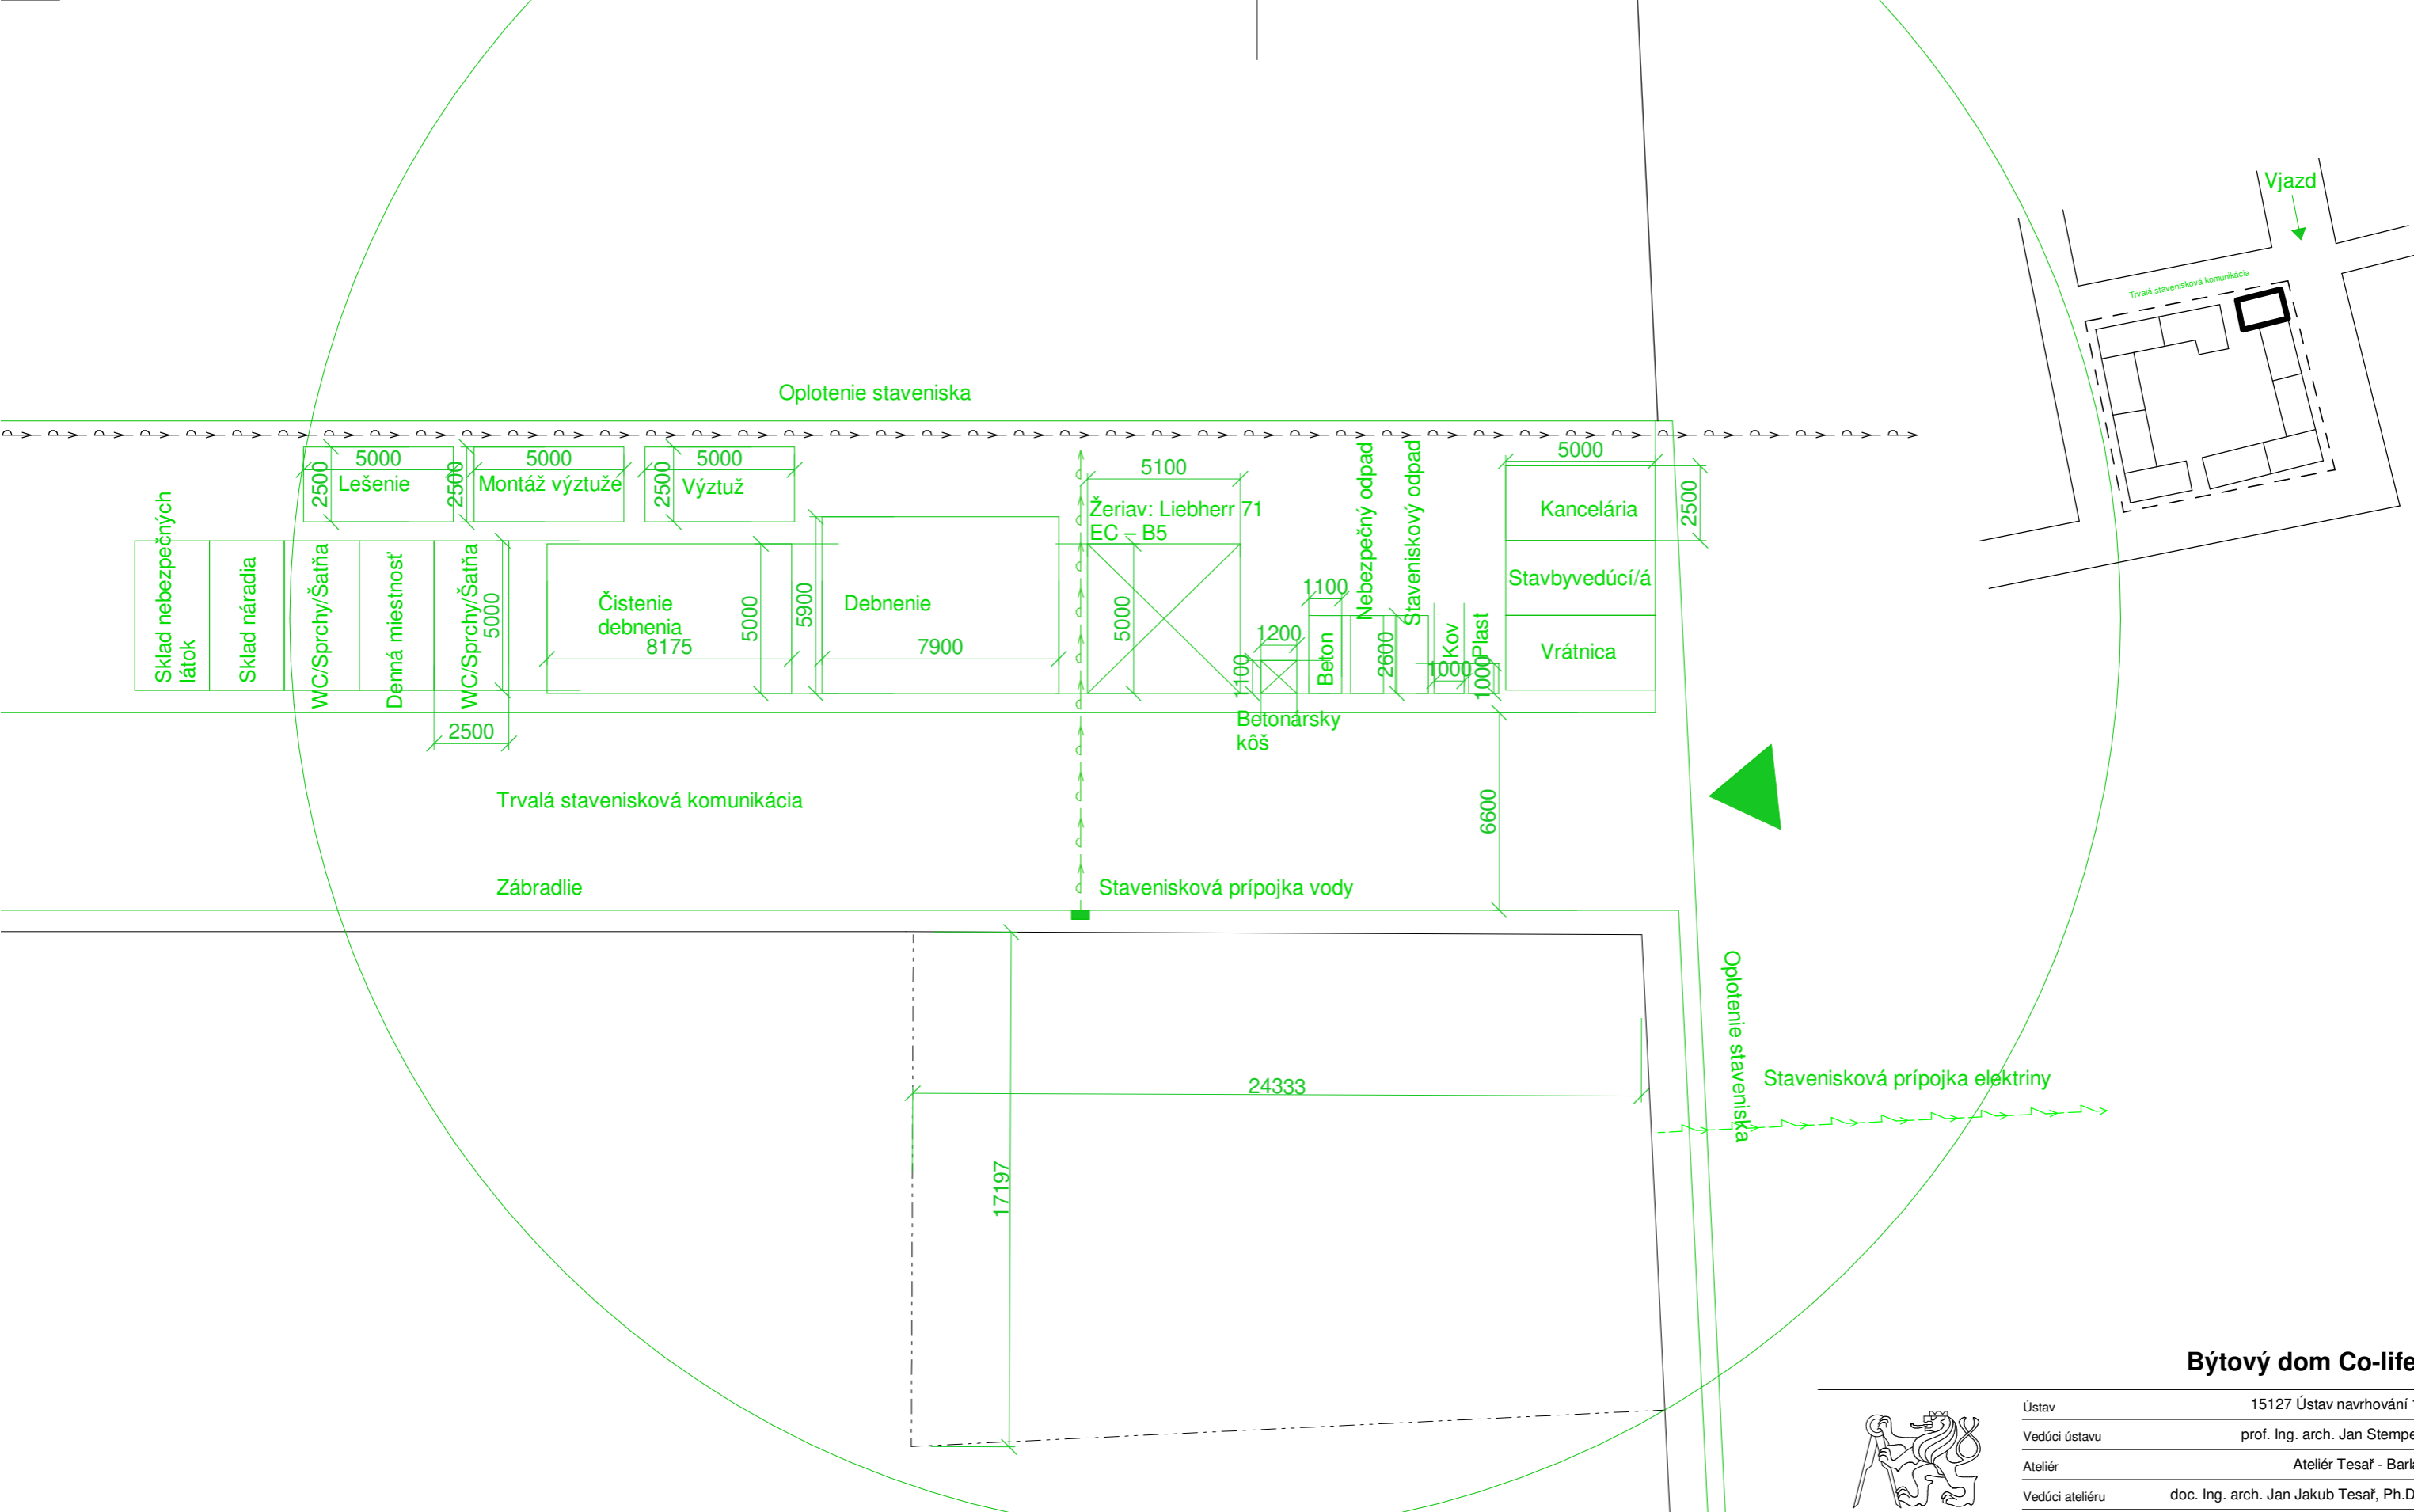 Vjazd
Trvalá stavenisková komunikácia
Oplotenie staveniska
5000
2500
Lešenie
5000
2500
Montáž výztužé
5000
2500
Výztuž
5100
Žeriav: Liebherr 71
EC – B5
5000
Nebezpečný odpad
Staveniskový odpad
5000
2500
Kancelária
Stavbyvedúcí/á
Vrátnica
Sklad nebezpečných
látok
Sklad náradia
WC/Sprchy/Šatňa
Denná miestnosť
WC/Sprchy/Šatňa
5000
2500
Čistenie
debnenia
8175
5000
5900
Debnenie
7900
1100
1200
1100
Beton
2600
Kov
1000
Plast
1000
Betonársky
kôš
6600
Trvalá stavenisková komunikácia
Zábradlie
Stavenisková prípojka vody
Oplotenie staveniska
Stavenisková prípojka elektriny
24333
17197
Býtový dom Co-life
Ústav
15127 Ústav navrhování
Vedúci ústavu
prof. Ing. arch. Jan Stempe
Ateliér
Ateliér Tesař - Barla
Vedúci ateliéru
doc. Ing. arch. Jan Jakub Tesař, Ph.D